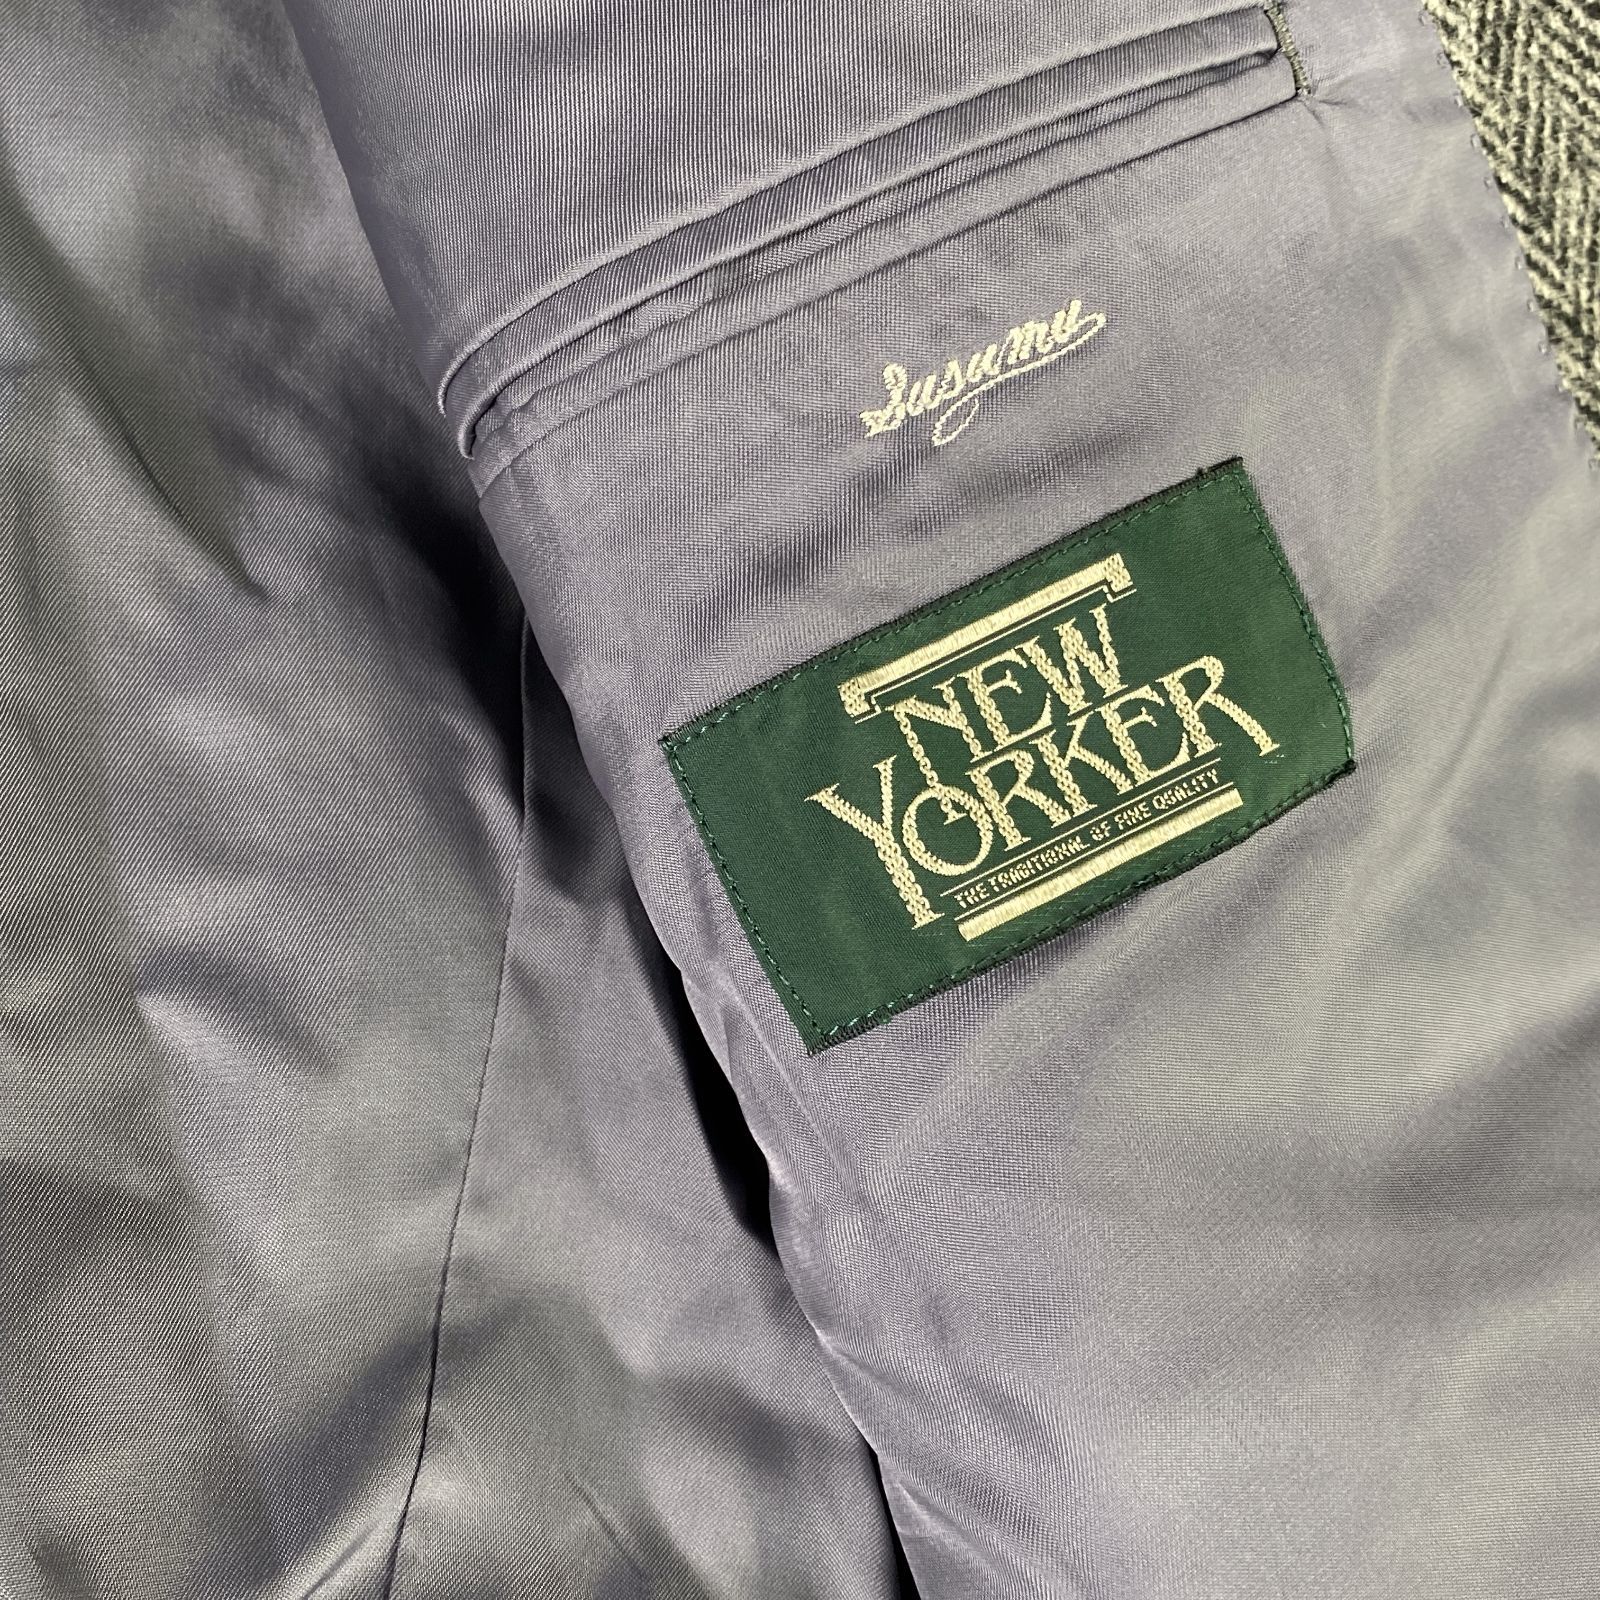 Susumu
NEW
YORKER
THE TRADITIONAL OF FINE QUALITY